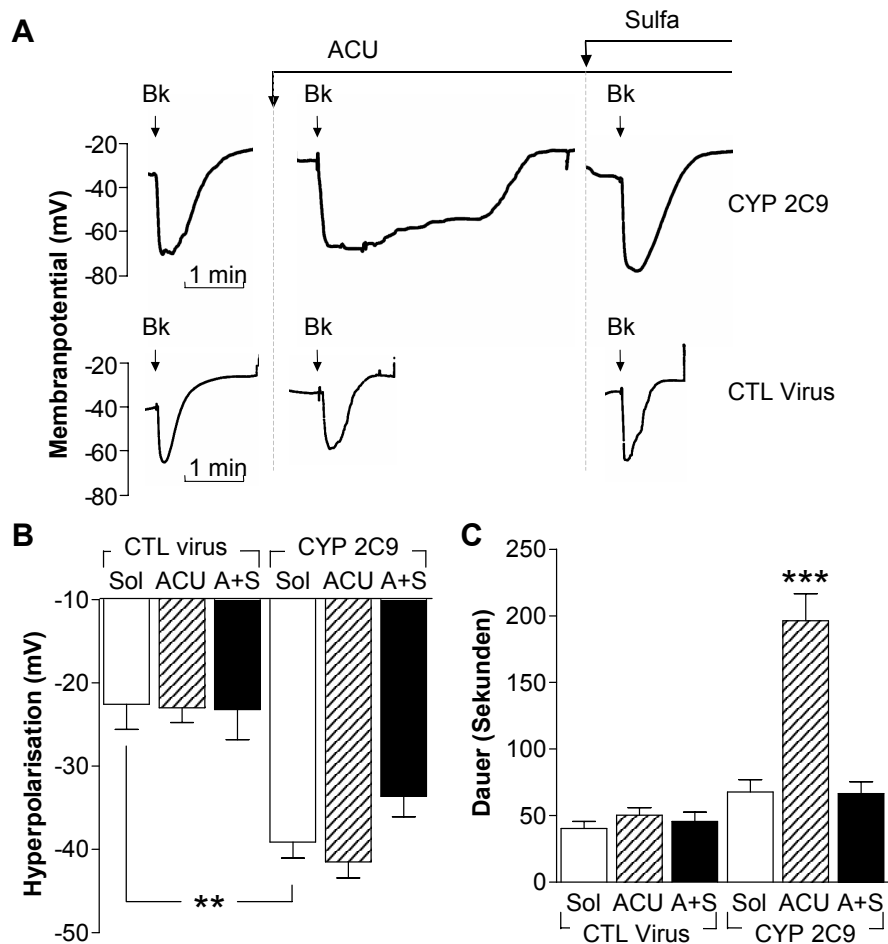 A
Sulfa
ACU
Bk Bk Bk
-20
-40
-60
-80
1 min
CYP 2C9
Membranpotential (mV)
Bk Bk Bk
-20
-40
-60
-80
1 min
CTL Virus
B
CTL virus CYP 2C9
Sol ACU A+S Sol ACU A+S
-10
-20
-30
-40
-50
Hyperpolarisation (mV)
**
C
250
200
150
100
50
0
Dauer (Sekunden)
***
Sol ACU A+S Sol ACU A+S
CTL Virus CYP 2C9